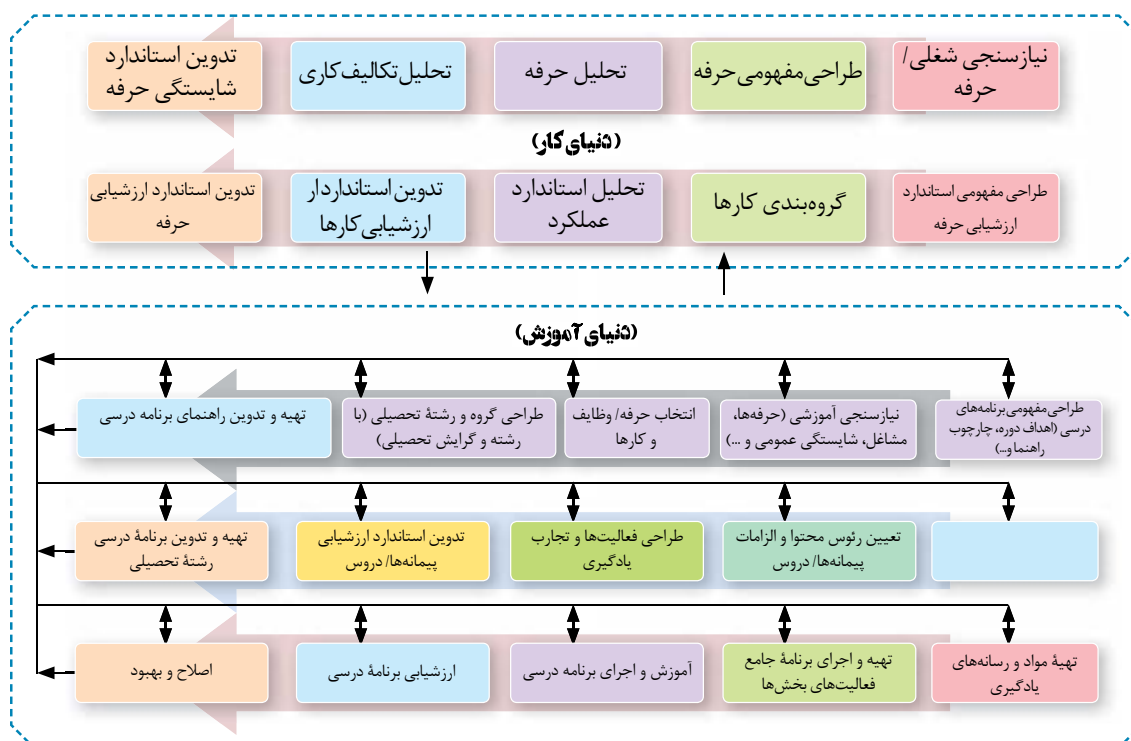 نیازسنجی شغلی/
حرفه
طراحی مفهومی حرفه
تحلیل حرفه
تحلیل تکالیف کاری
تدوین استاندارد
شایستگی حرفه
(دنیای کار)
طراحی مفهومی استاندارد
ارزشیابی حرفه
گروه‌بندی کارها
تحلیل استاندارد
عملکرد
تدوین استانداردار
ارزشیابی کارها
تدوین استاندارد ارزشیابی
حرفه
(دنیای آموزش)
طراحی مفهومی برنامه‌های
درسی (اهداف دوره، چارچوب
راهنما و...)
نیازسنجی آموزشی (حرفه‌ها،
مشاغل، شایستگی عمومی و ...)
انتخاب حرفه/ وظایف
و کارها
طراحی گروه و رشتهٔ تحصیلی (با
رشته و گرایش تحصیلی)
تهیه و تدوین راهنمای برنامه درسی
تعیین رئوس محتوا و الزامات
پیمانه‌ها/ دروس
طراحی فعالیت‌ها و تجارب
یادگیری
تدوین استاندارد ارزشیابی
پیمانه‌ها/ دروس
تهیه و تدوین برنامهٔ درسی
رشتهٔ تحصیلی
تهیهٔ مواد و رسانه‌های
یادگیری
تهیه و اجرای برنامهٔ جامع
فعالیت‌های بخش‌ها
آموزش و اجرای برنامه درسی
ارزشیابی برنامهٔ درسی
اصلاح و بهبود